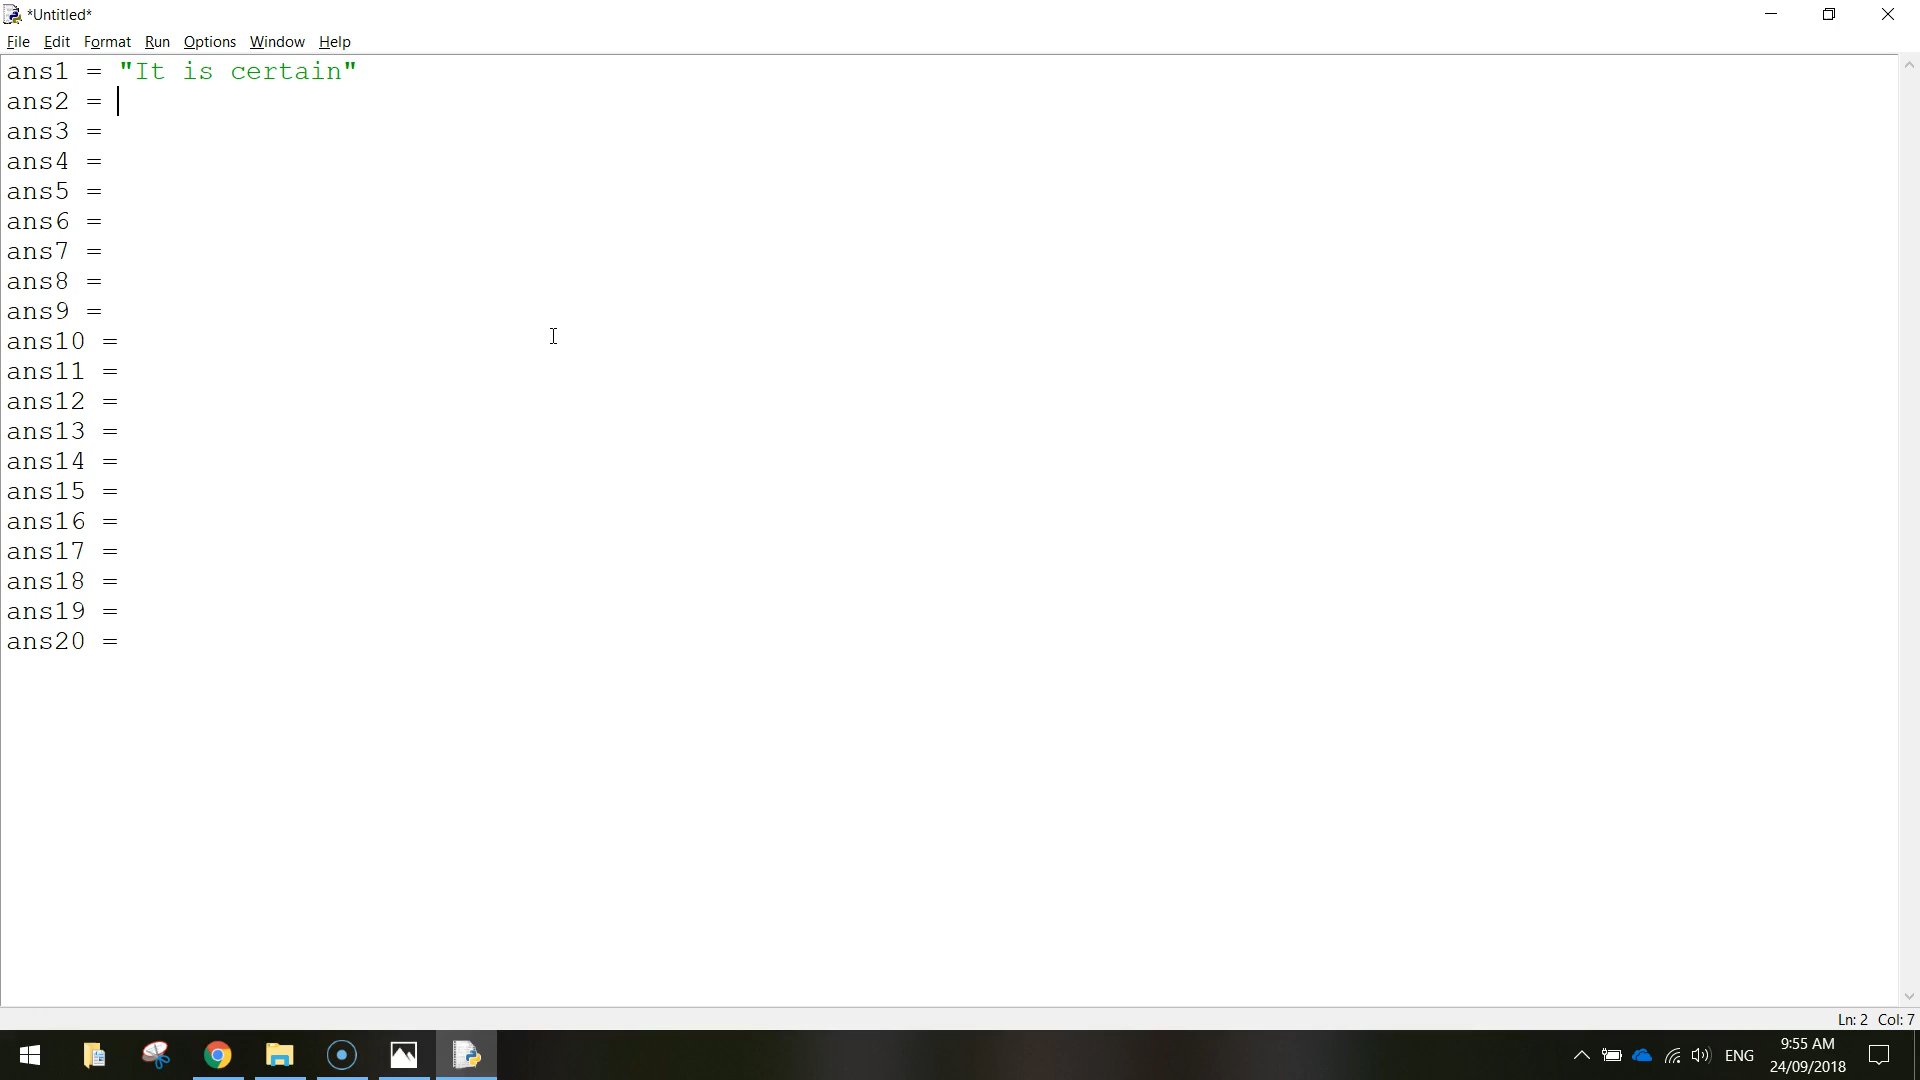 *Untitled*
File Edit Format Run Options Window Help
ans1 = "It is certain"
ans2 =
ans3 =
ans4 =
ans5 =
ans6 =
ans7 =
ans8 =
ans9 =
ans10 =
ans11 =
ans12 =
ans13 =
ans14 =
ans15 =
ans16 =
ans17 =
ans18 =
ans19 =
ans20 =
Ln: 2 Col: 7
ENG
9:55 AM
24/09/2018